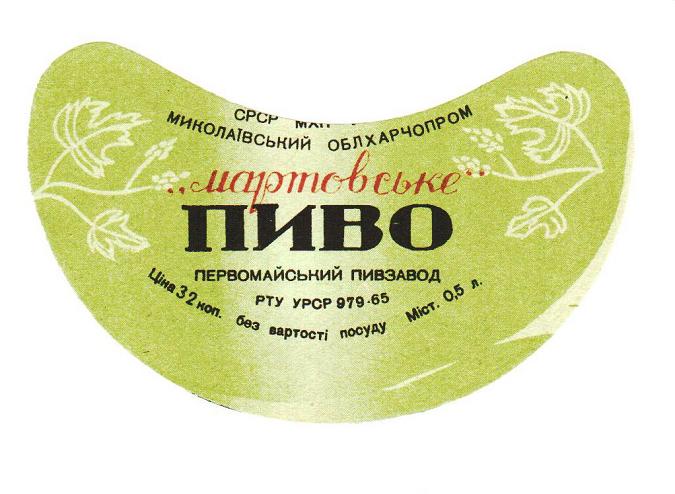 СРСР МХП
МИКОЛАЇВСЬКИЙ ОБЛХАРЧОПРОМ
„мартовське“
ПИВО
ПЕРВОМАЙСЬКИЙ ПИВЗАВОД
РТУ УРСР 979-65
Ціна 32 коп. без вартості посуду Міст. 0,5 л.